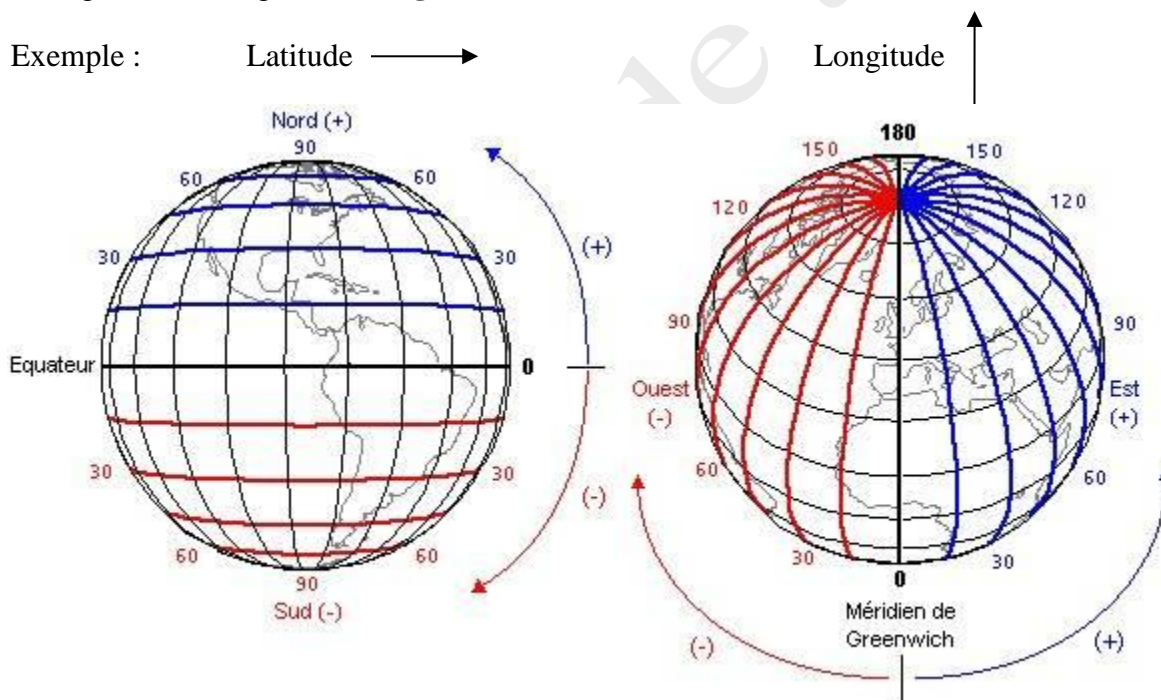 Exemple : Latitude Longitude
Nord (+)
90
60 60
30 30
(+)
Equateur 0
30 30
(-)
60 60
90
Sud (-)
180
150 150
120 120
90 90
Ouest
(-)
Est
(+)
60 60
30 30
0
Méridien de
Greenwich
(-) (+)